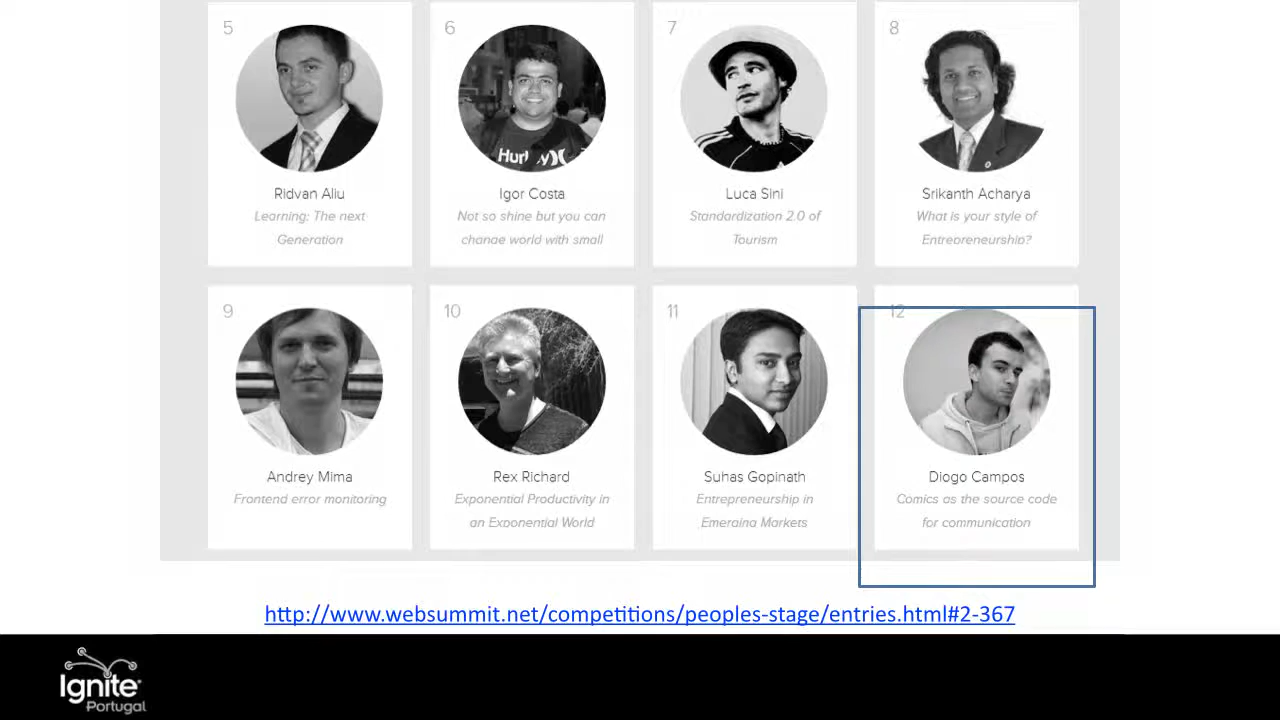 5
6
7
8
Ridvan Aliu
Igor Costa
Luca Sini
Srikanth Acharya
Learning: The next
Generation
Not so shine but you can
change world with small
Standardization 2.0 of
Tourism
What is your style of
Entrepreneurship?
Hurley
9
10
11
12
Andrey Mima
Rex Richard
Suhas Gopinath
Diogo Campos
Frontend error monitoring
Exponential Productivity in
an Exponential World
Entrepreneurship in
Emerging Markets
Comics as the source code
for communication
http://www.websummit.net/competitions/peoples-stage/entries.html#2-367
Ignite
Portugal